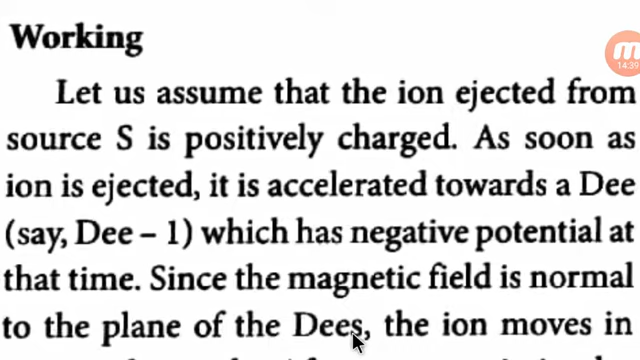 Working
Let us assume that the ion ejected from
source S is positively charged. As soon as
ion is ejected, it is accelerated towards a Dee
(say, Dee – 1) which has negative potential at
that time. Since the magnetic field is normal
to the plane of the Dees, the ion moves in
14:39